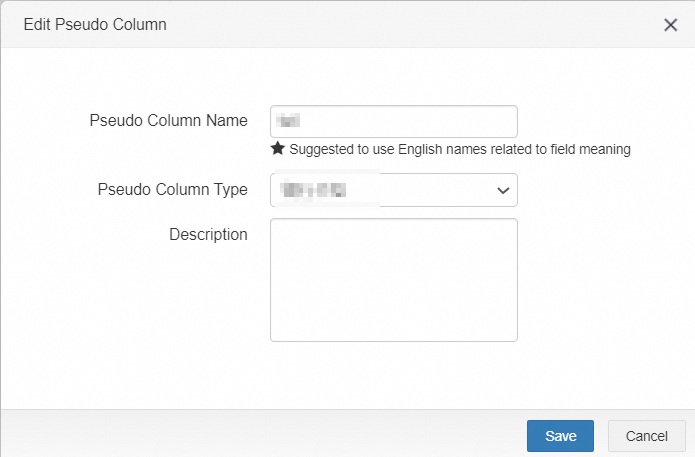 Edit Pseudo Column
Pseudo Column Name
★ Suggested to use English names related to field meaning
Pseudo Column Type
Description
Save
Cancel